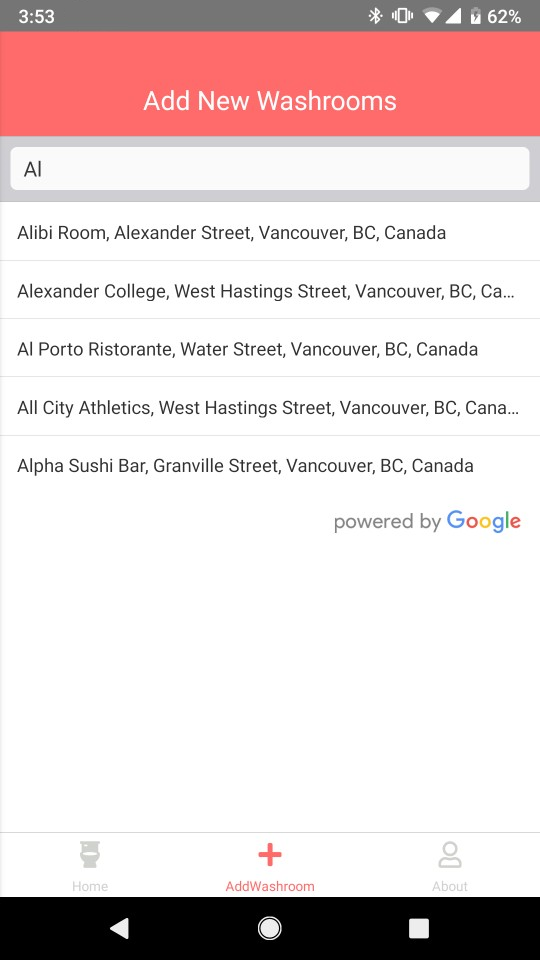 3:53
62%
Add New Washrooms
Al
Alibi Room, Alexander Street, Vancouver, BC, Canada
Alexander College, West Hastings Street, Vancouver, BC, Ca...
Al Porto Ristorante, Water Street, Vancouver, BC, Canada
All City Athletics, West Hastings Street, Vancouver, BC, Cana...
Alpha Sushi Bar, Granville Street, Vancouver, BC, Canada
powered by Google
Home
AddWashroom
About